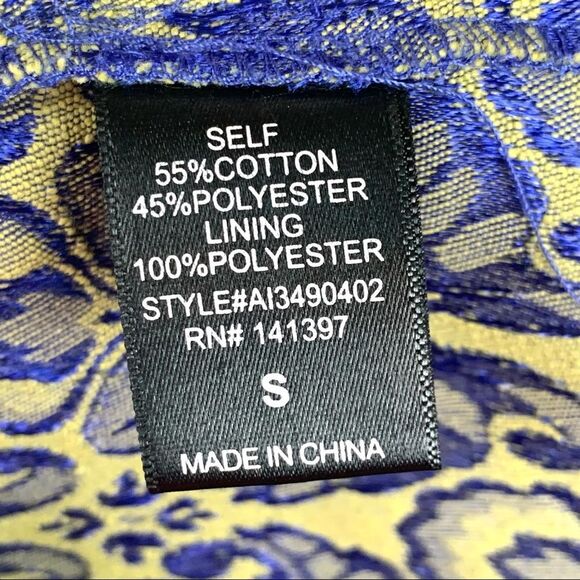 SELF
55%COTTON
45%POLYESTER
LINING
100%POLYESTER
STYLE#AI3490402
RN# 141397
S
MADE IN CHINA